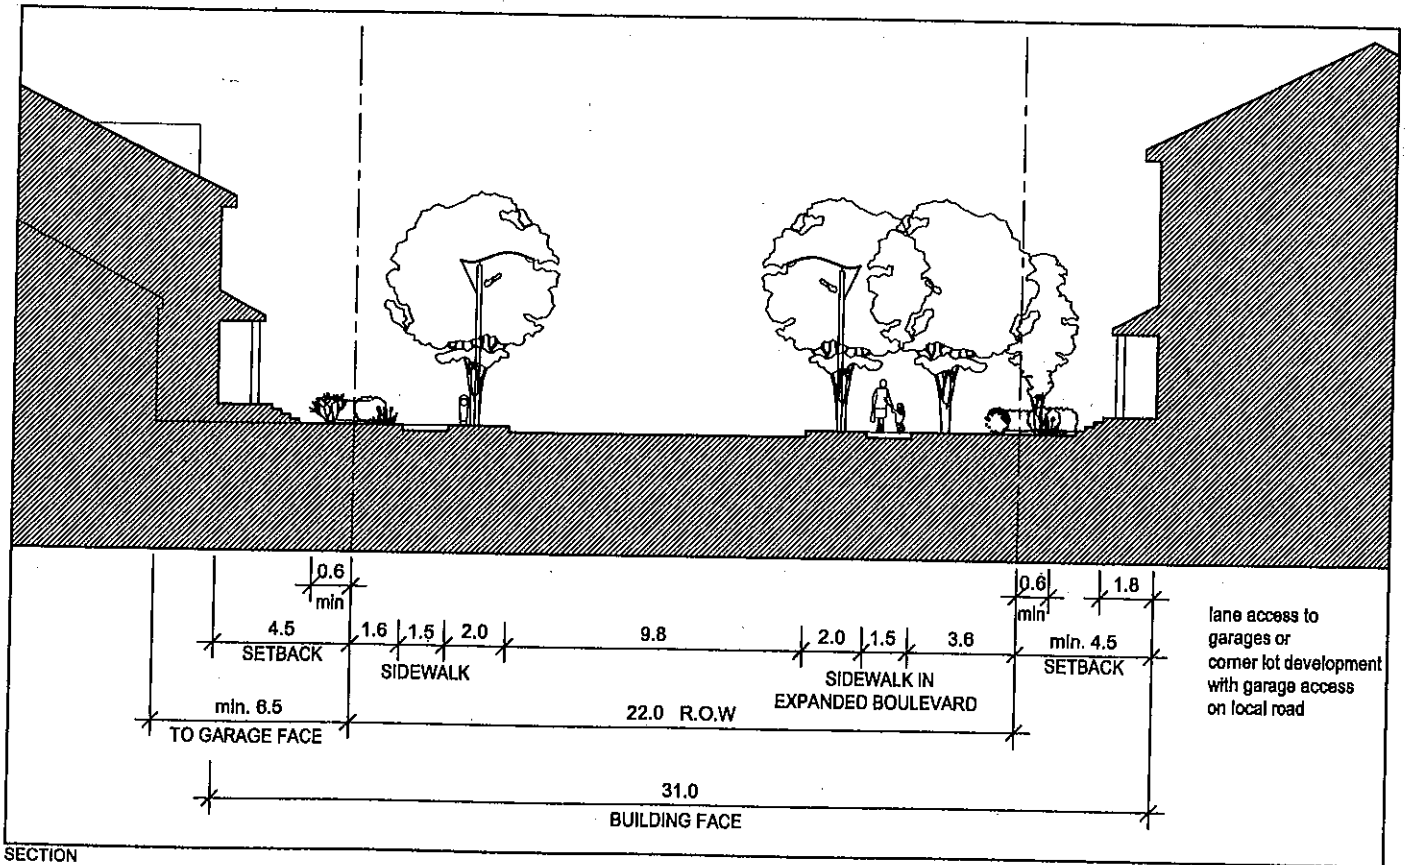 0.6
min
0.6
min
1.8
4.5
SETBACK
1.6
1.5
2.0
SIDEWALK
9.8
2.0
1.5
3.6
SIDEWALK IN
EXPANDED BOULEVARD
min. 4.5
SETBACK
lane access to
garages or
corner lot development
with garage access
on local road
min. 6.5
TO GARAGE FACE
22.0 R.O.W
31.0
BUILDING FACE
SECTION